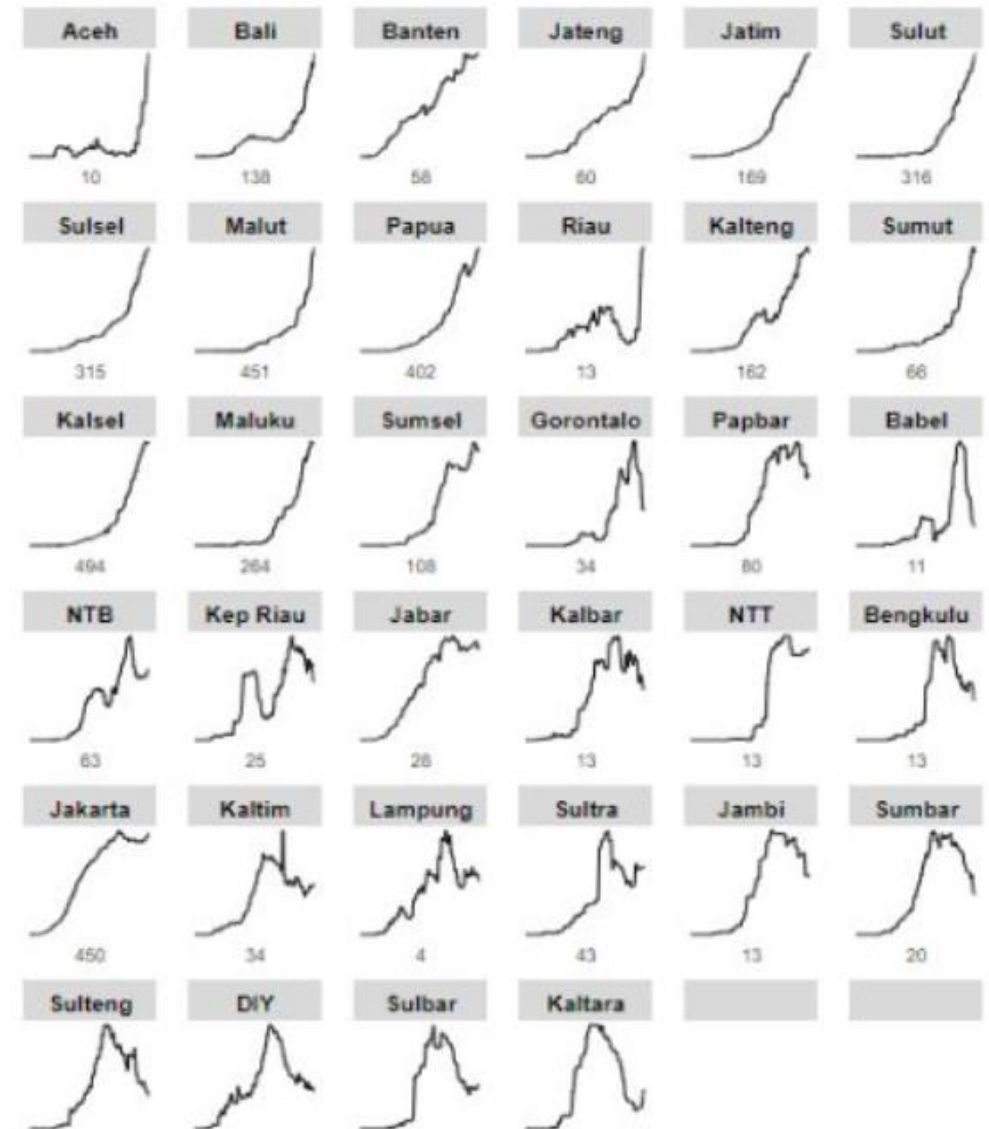 Aceh Bali Banten Jateng Jatim Sulut
10 138 58 60 169 316
Sulsel Malut Papua Riau Kalteng Sumut
315 451 402 13 162 66
Kalsel Maluku Sumsel Gorontalo Papbar Babel
494 264 108 34 80 11
NTB Kep Riau Jabar Kalbar NTT Bengkulu
63 25 28 13 13 13
Jakarta Kaltim Lampung Sultra Jambi Sumbar
450 34 4 43 13 20
Sulteng DIY Sulbar Kaltara